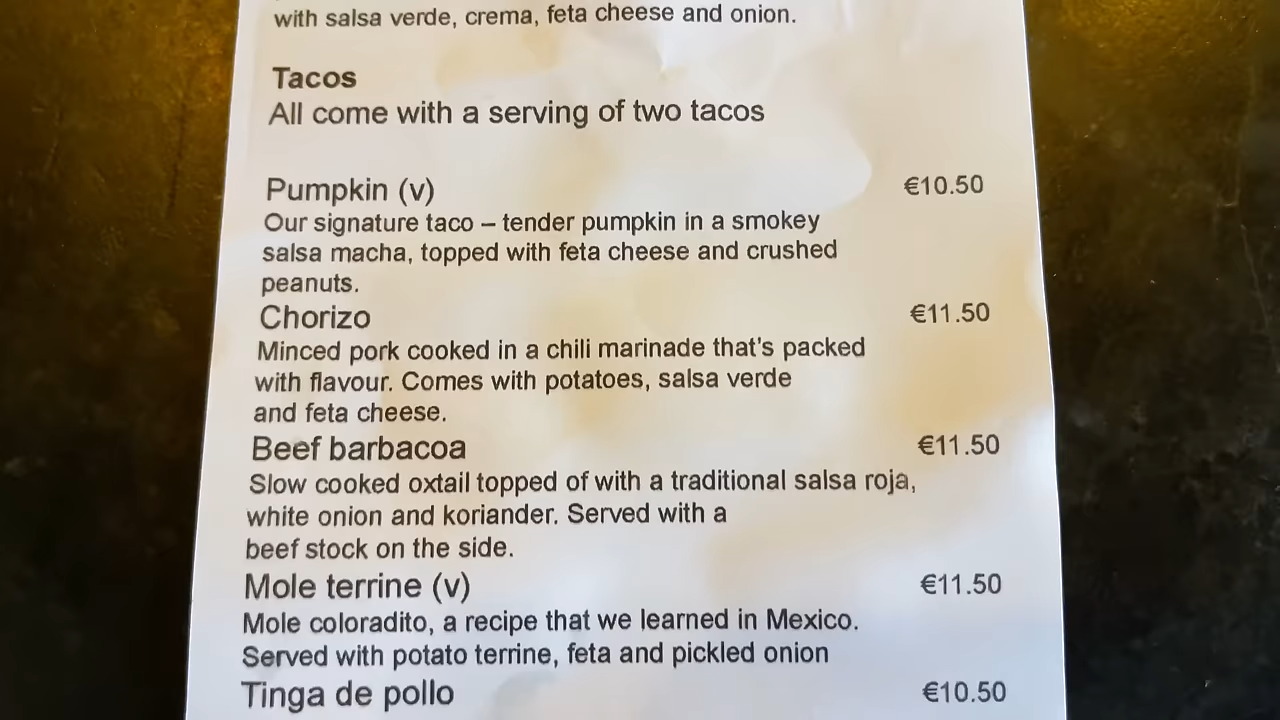 with salsa verde, crema, feta cheese and onion.
Tacos
All come with a serving of two tacos
Pumpkin (v) €10.50
Our signature taco – tender pumpkin in a smokey
salsa macha, topped with feta cheese and crushed
peanuts.
Chorizo €11.50
Minced pork cooked in a chili marinade that's packed
with flavour. Comes with potatoes, salsa verde
and feta cheese.
Beef barbacoa €11.50
Slow cooked oxtail topped of with a traditional salsa roja,
white onion and koriander. Served with a
beef stock on the side.
Mole terrine (v) €11.50
Mole coloradito, a recipe that we learned in Mexico.
Served with potato terrine, feta and pickled onion
Tinga de pollo €10.50